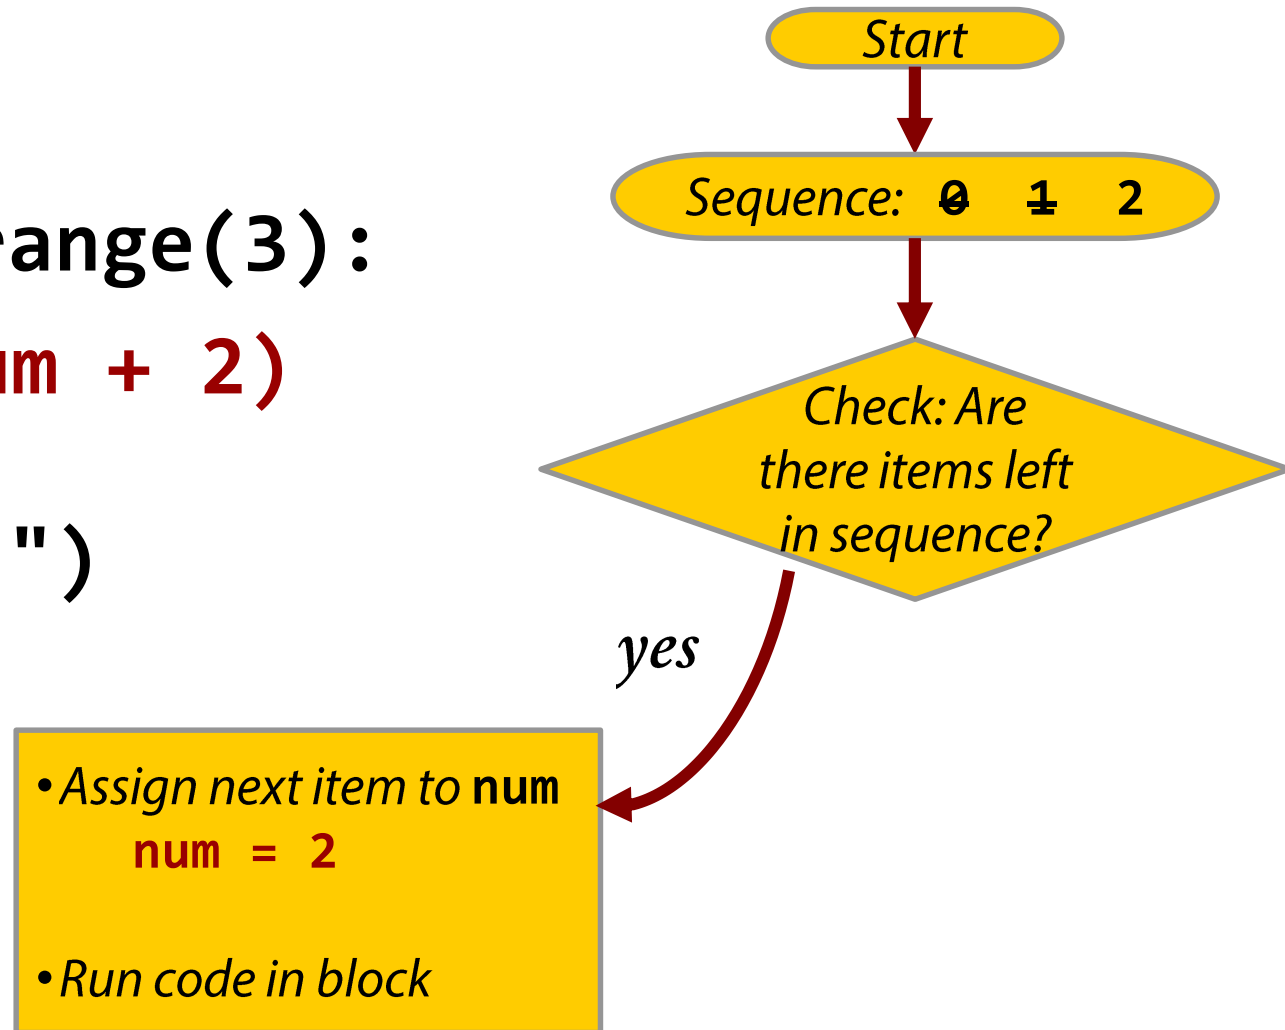 Start
Sequence: 0 1 2
range(3):
um + 2)
")
Check: Are
there items left
in sequence?
yes
•Assign next item to num
num = 2
•Run code in block